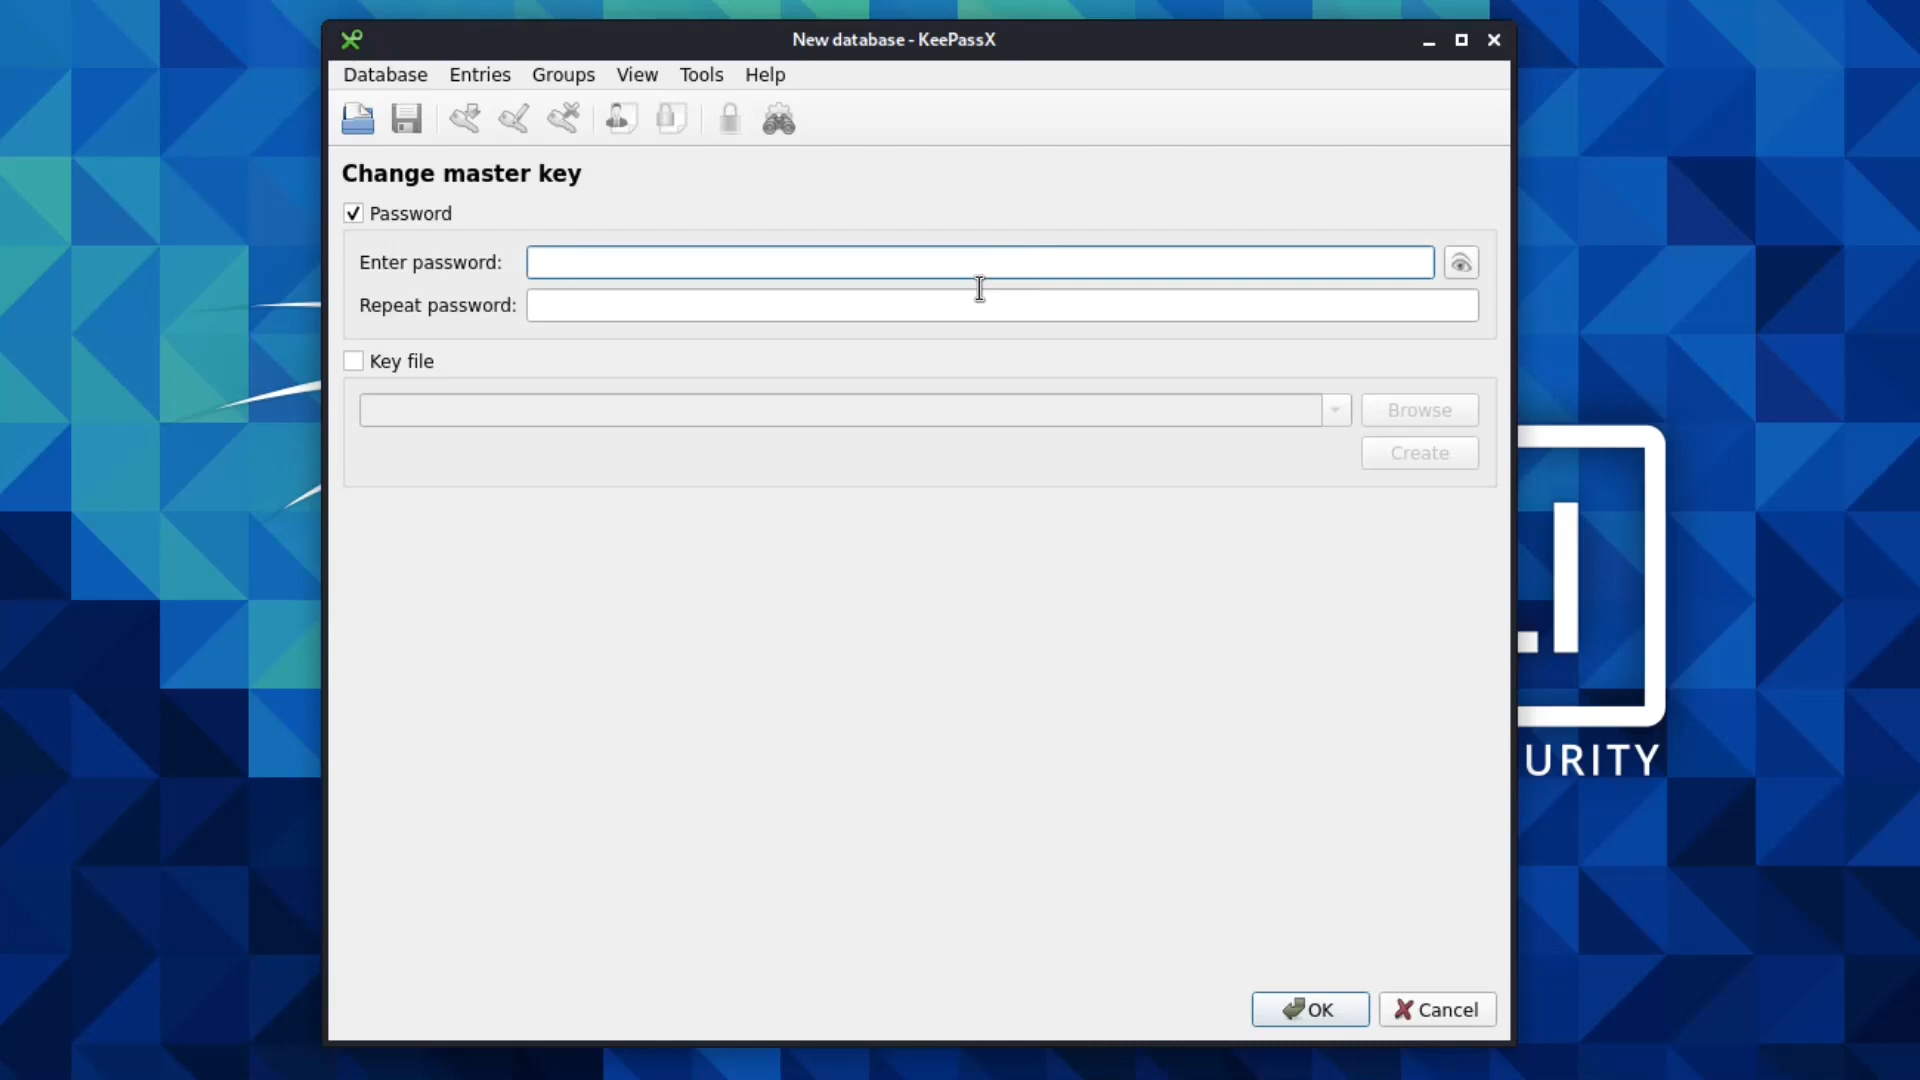 New database - KeePassX
Database Entries Groups View Tools Help
Change master key
Password
Enter password:
Repeat password:
Key file
Browse
Create
LI
URITY
OK Cancel